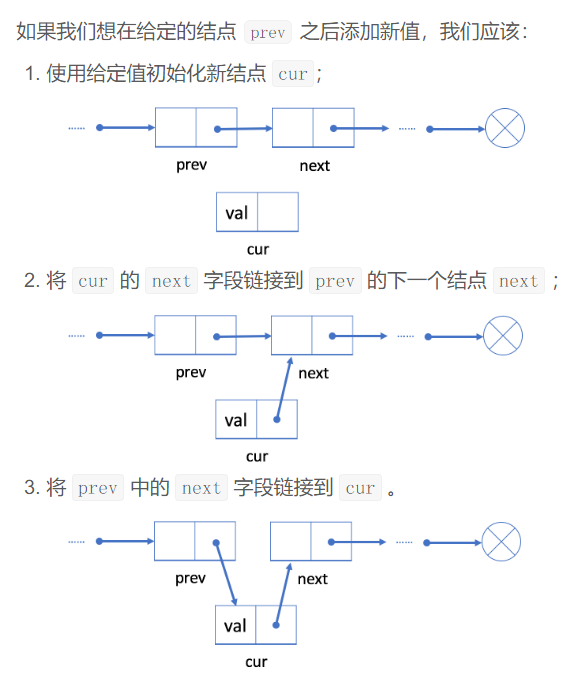 如果我们想在给定的结点 prev 之后添加新值，我们应该：
1. 使用给定值初始化新结点 cur；
......
......
prev
next
val
cur
2. 将 cur 的 next 字段链接到 prev 的下一个结点 next ；
......
......
prev
next
val
cur
3. 将 prev 中的 next 字段链接到 cur 。
......
......
prev
next
val
cur